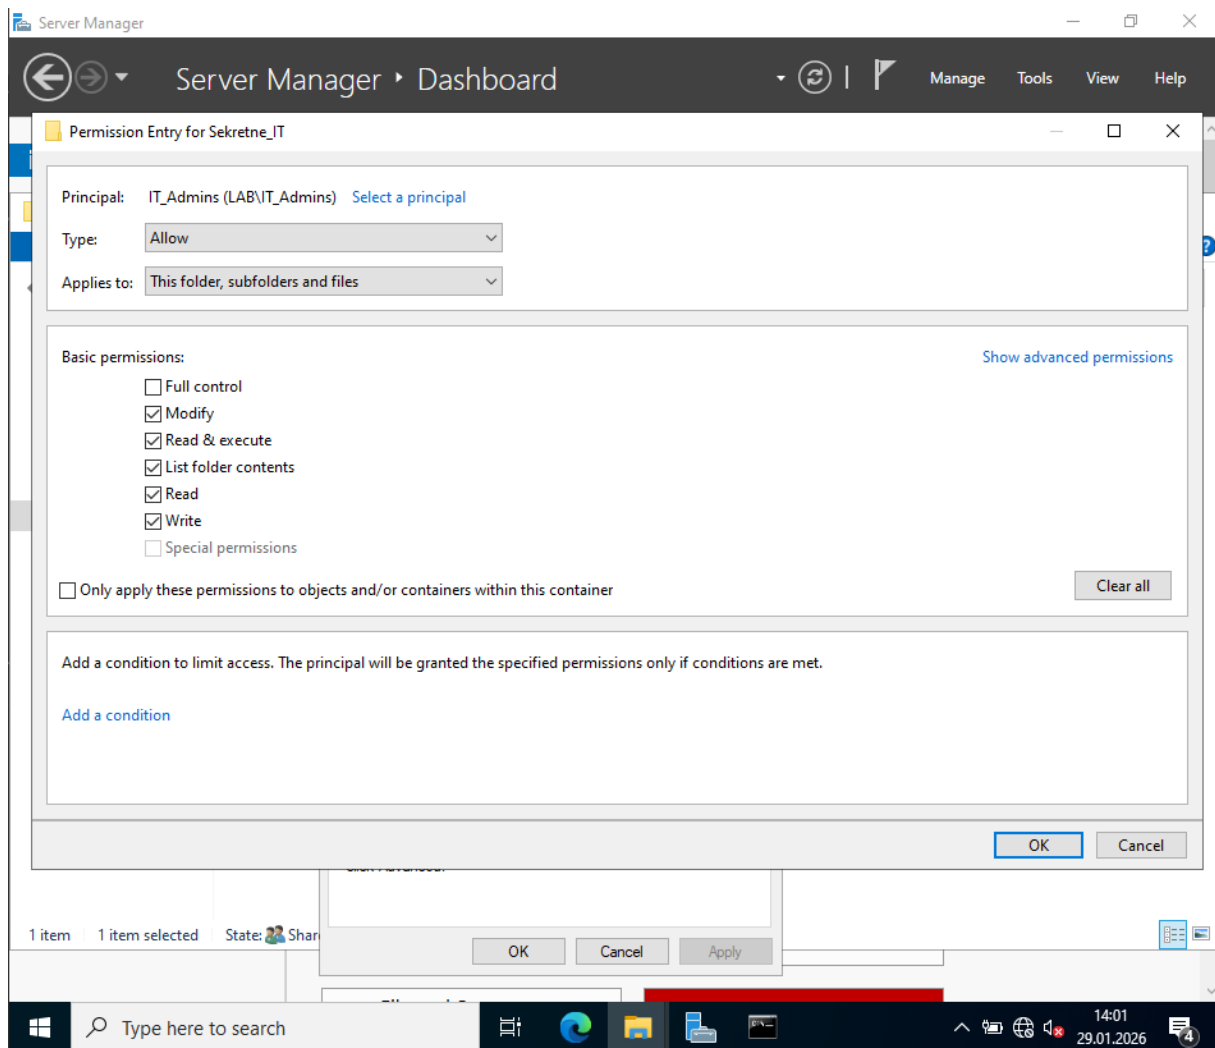 Server Manager
Server Manager ‣ Dashboard
Manage Tools View Help
Permission Entry for Sekretne_IT
Principal: IT_Admins (LAB\IT_Admins) Select a principal
Type: Allow
Applies to: This folder, subfolders and files
Basic permissions: Show advanced permissions
Full control
Modify
Read & execute
List folder contents
Read
Write
Special permissions
Only apply these permissions to objects and/or containers within this container
Clear all
Add a condition to limit access. The principal will be granted the specified permissions only if conditions are met.
Add a condition
OK Cancel
1 item 1 item selected State:
OK Cancel Apply
Type here to search
14:01
29.01.2026
4